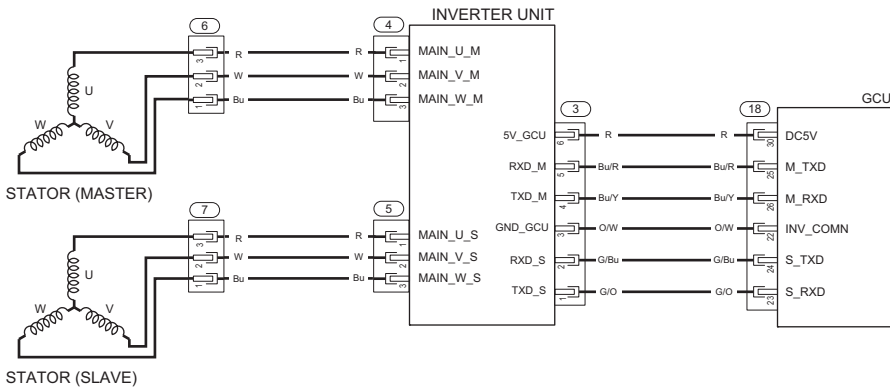 INVERTER UNIT
6
4
3 R R 1 MAIN_U_M
2 W W 2 MAIN_V_M
1 Bu Bu 3 MAIN_W_M
U
W V
STATOR (MASTER)
3
18
GCU
5V_GCU 6 R R 30 DC5V
RXD_M 5 Bu/R Bu/R 25 M_TXD
TXD_M 4 Bu/Y Bu/Y 26 M_RXD
GND_GCU 3 O/W O/W 22 INV_COMN
RXD_S 2 G/Bu G/Bu 24 S_TXD
TXD_S 1 G/O G/O 23 S_RXD
7
5
3 R R 1 MAIN_U_S
2 W W 2 MAIN_V_S
1 Bu Bu 3 MAIN_W_S
U
W V
STATOR (SLAVE)